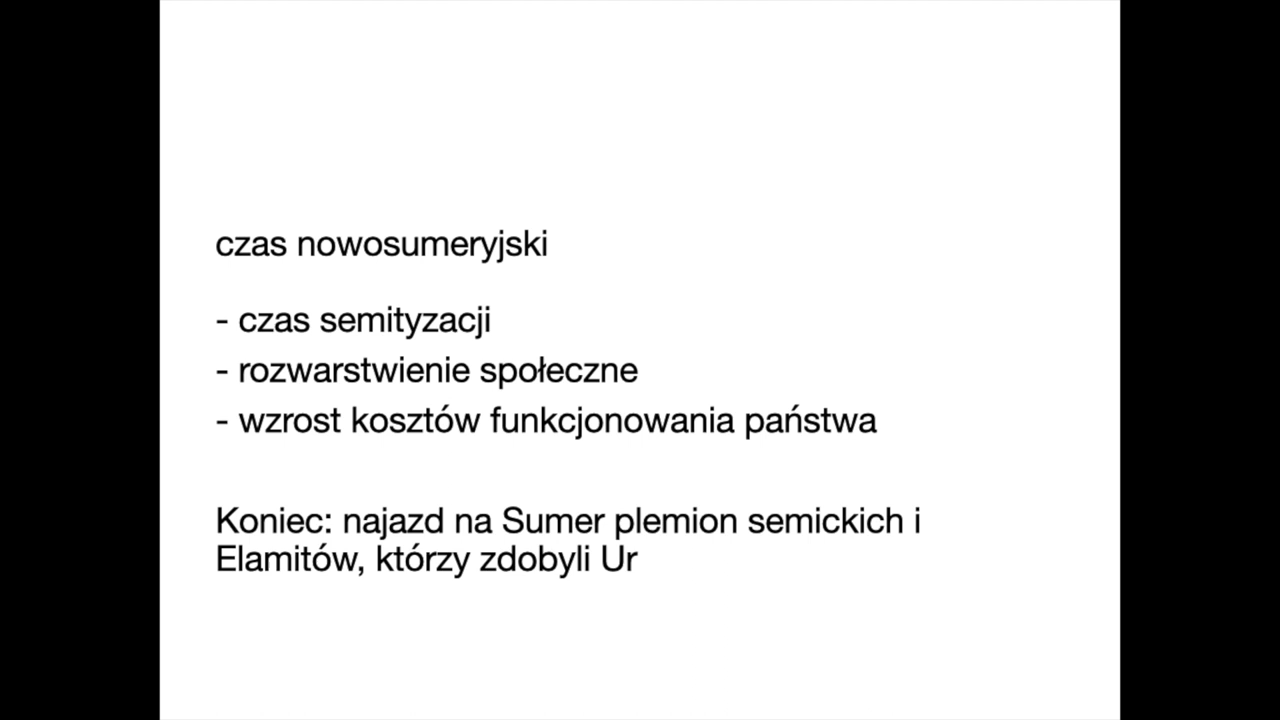 czas nowosumeryjski
- czas semityzacji
- rozwarstwienie społeczne
- wzrost kosztów funkcjonowania państwa
Koniec: najazd na Sumer plemion semickich i
Elamitów, którzy zdobyli Ur